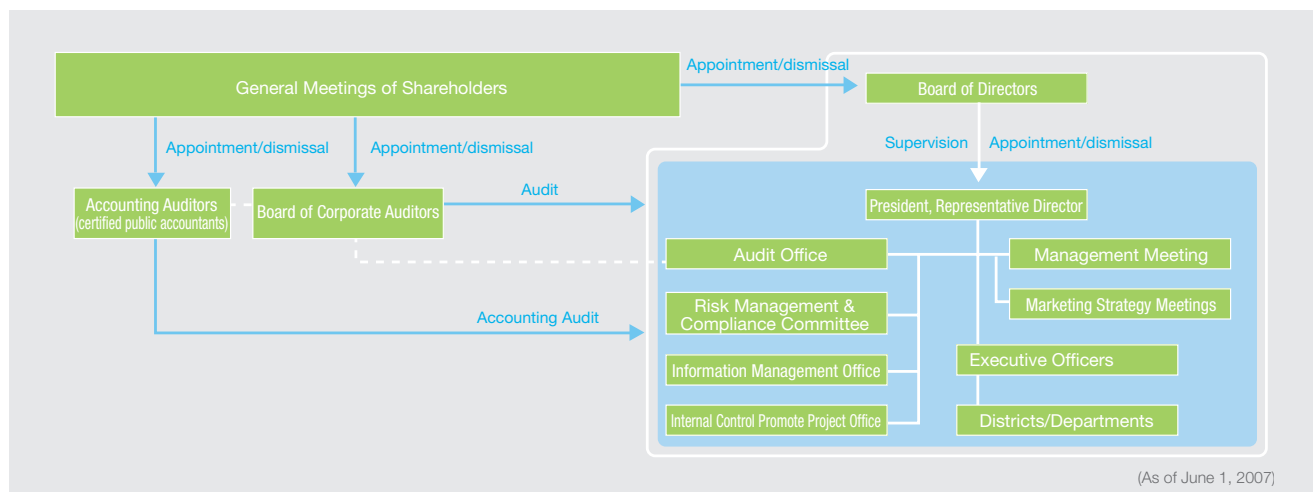 General Meetings of Shareholders
Appointment/dismissal
Board of Directors
Appointment/dismissal
Appointment/dismissal
Supervision
Appointment/dismissal
Accounting Auditors
(certified public accountants)
Board of Corporate Auditors
Audit
President, Representative Director
Audit Office
Management Meeting
Risk Management &
Compliance Committee
Marketing Strategy Meetings
Accounting Audit
Information Management Office
Executive Officers
Internal Control Promote Project Office
Districts/Departments
(As of June 1, 2007)